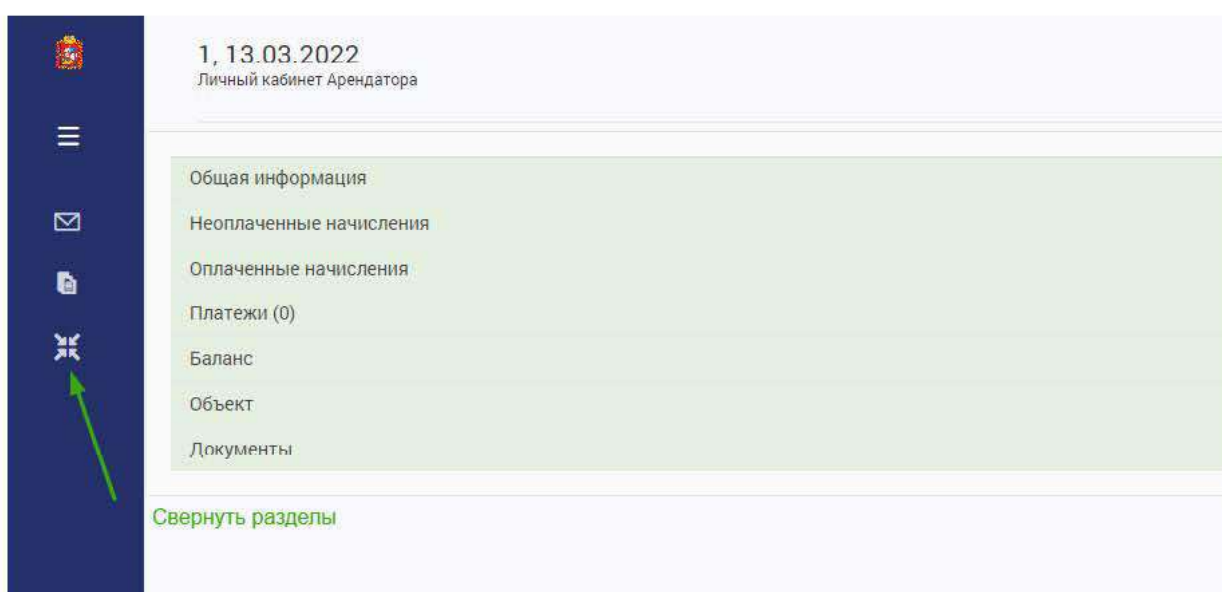 1, 13.03.2022
Личный кабинет Арендатора
Общая информация
Неоплаченные начисления
Оплаченные начисления
Платежи (0)
Баланс
Объект
Документы
Свернуть разделы